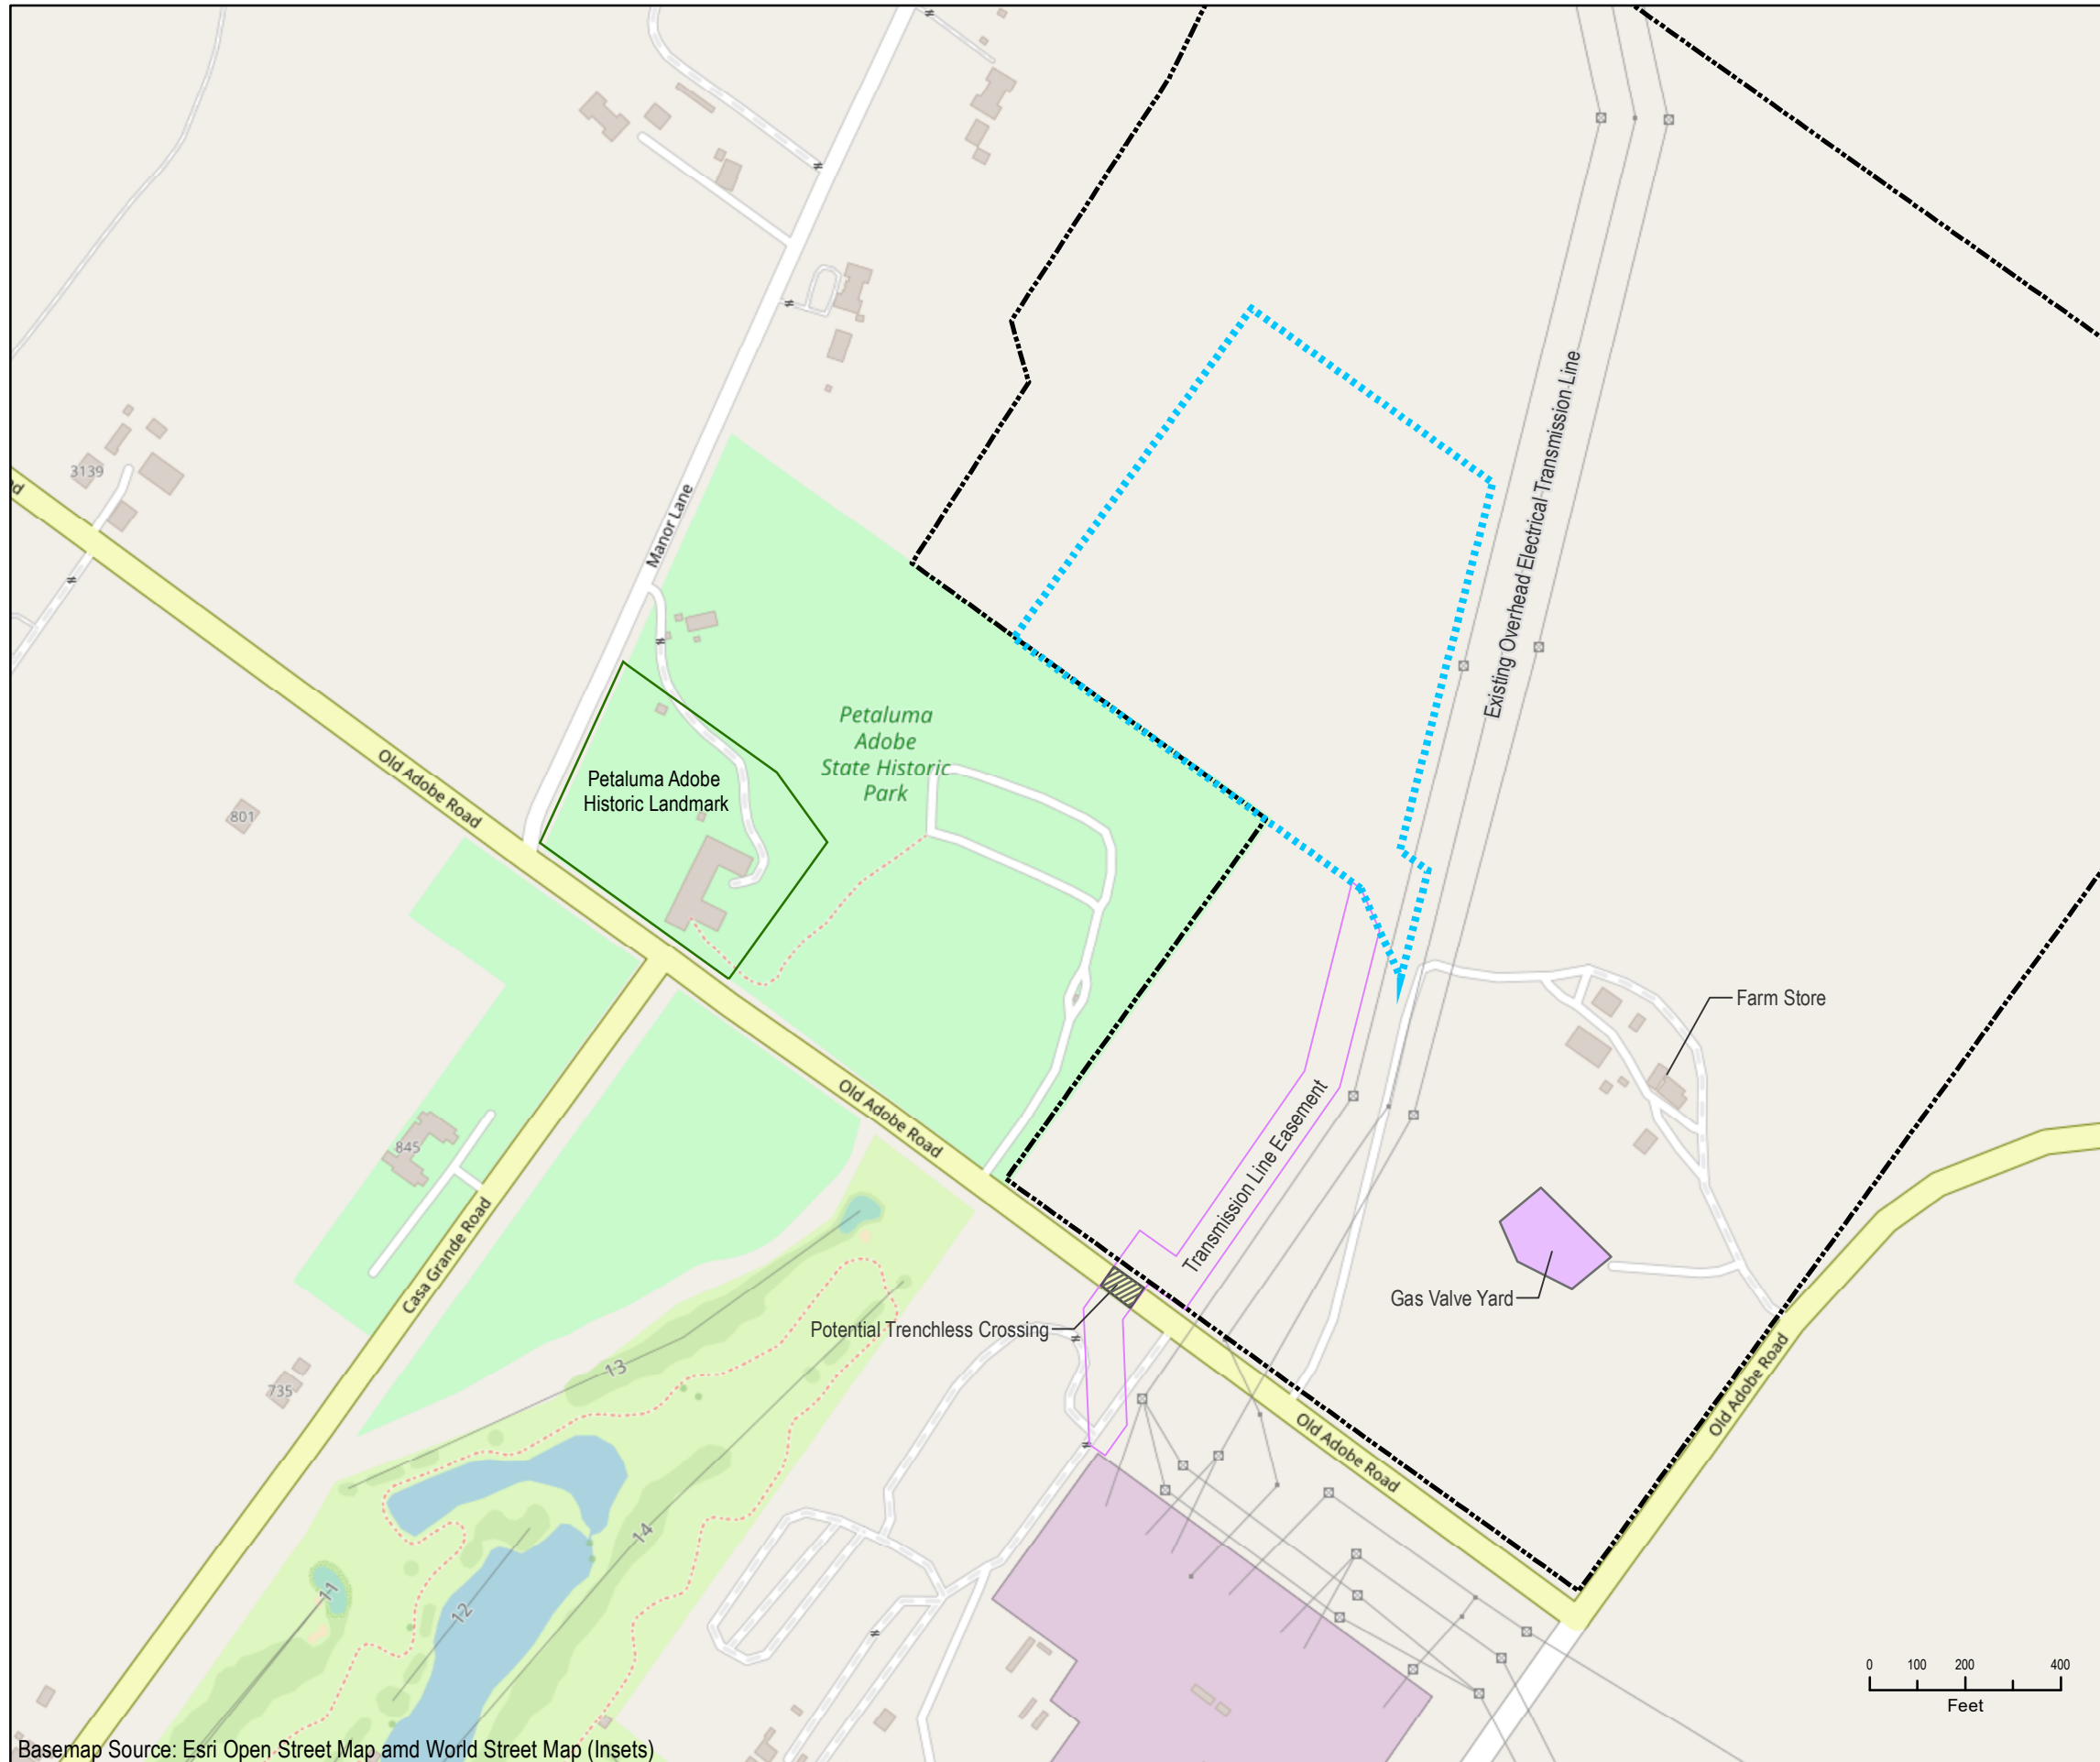 3139
d
Manor Lane
Existing Overhead Electrical Transmission Line
Petaluma
Adobe
State Historic
Park
Petaluma Adobe
Historic Landmark
Old Adobe Road
801
Farm Store
Old Adobe Road
Transmission Line Easement
845
Casa Grande Road
Gas Valve Yard
Potential Trenchless Crossing
13
735
Old Adobe Road
Old Adobe Road
14
11
12
0 100 200 400
Feet
Basemap Source: Esri Open Street Map amd World Street Map (Insets)